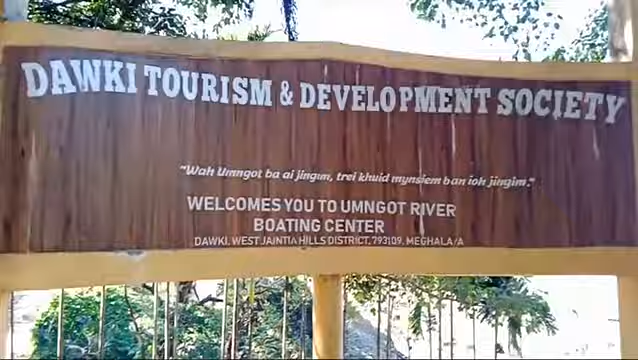 DAWKI TOURISM & DEVELOPMENT SOCIETY
"Wah Umngot ba ai jingim, trei khuid mynsiem ban ioh jingim."
WELCOMES YOU TO UMNGOT RIVER
BOATING CENTER
DAWKI, WEST JAINTIA HILLS DISTRICT, 793109, MEGHALA/A